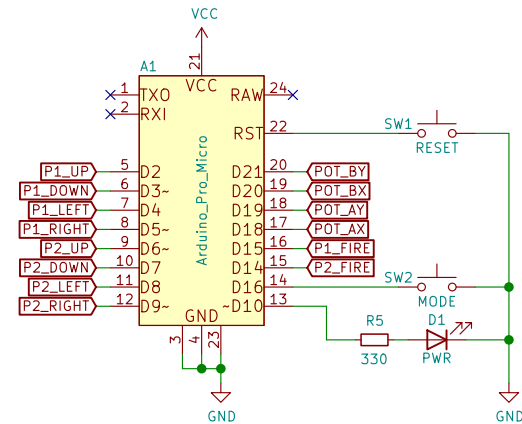 VCC
A1
21
VCC
1 TXO
RAW 24
2 RXI
RST 22
SW1
RESET
Arduino_Pro_Micro
P1_UP 5 D2
D21 20 POT_BY
P1_DOWN 6 D3~
D20 19 POT_BX
P1_LEFT 7 D4
D19 18 POT_AY
P1_RIGHT 8 D5~
D18 17 POT_AX
P2_UP 9 D6~
D15 16 P1_FIRE
P2_DOWN 10 D7
D14 15 P2_FIRE
P2_LEFT 11 D8
D16 14
SW2
MODE
P2_RIGHT 12 D9~
~D10 13
GND
3 4 23
R5
330
D1
PWR
GND
GND